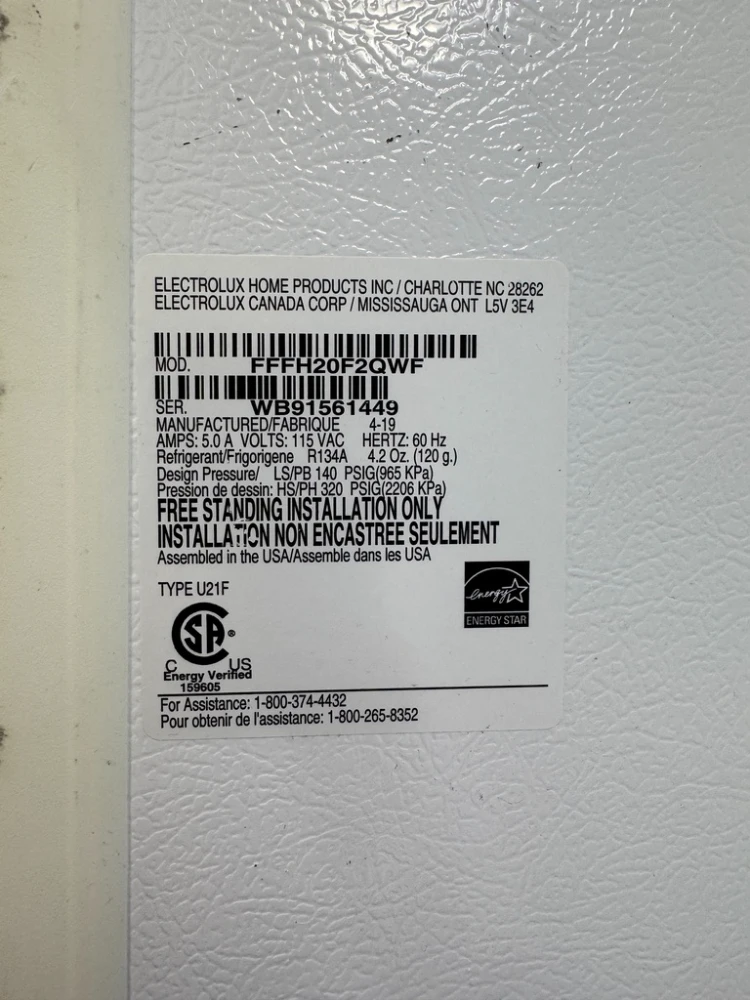 ELECTROLUX HOME PRODUCTS INC / CHARLOTTE NC 28262
ELECTROLUX CANADA CORP / MISSISSAUGA ONT L5V 3E4
MOD. FFFH20F2QWF
SER. WB91561449
MANUFACTURED/FABRIQUE 4-19
AMPS: 5.0 A VOLTS: 115 VAC HERTZ: 60 Hz
Refrigerant/Frigorigene R134A 4.2 Oz. (120 g.)
Design Pressure/ LS/PB 140 PSIG(965 KPa)
Pression de dessin: HS/PH 320 PSIG(2206 KPa)
FREE STANDING INSTALLATION ONLY
INSTALLATION NON ENCASTREE SEULEMENT
Assembled in the USA/Assemble dans les USA
TYPE U21F
energy
ENERGY STAR
SA ®
C US
Energy Verified
159605
For Assistance: 1-800-374-4432
Pour obtenir de l'assistance: 1-800-265-8352